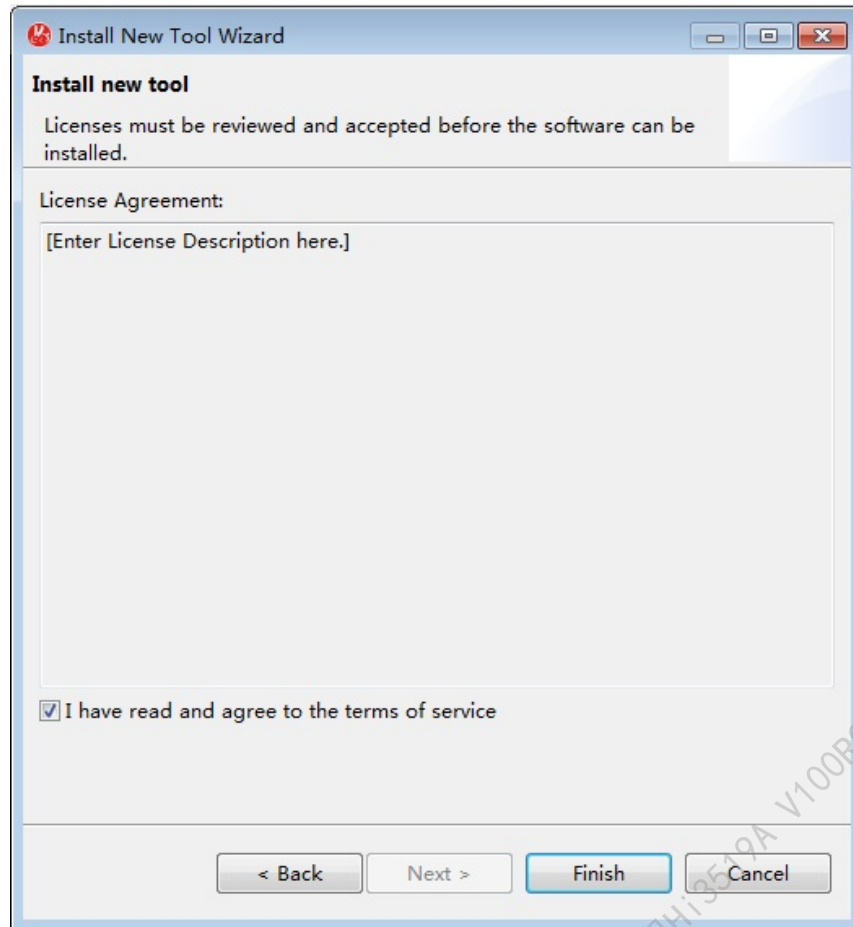 Install New Tool Wizard
Install new tool
Licenses must be reviewed and accepted before the software can be
installed.
License Agreement:
[Enter License Description here.]
I have read and agree to the terms of service
< Back
Next >
Finish
Cancel
Hi3519A V100R